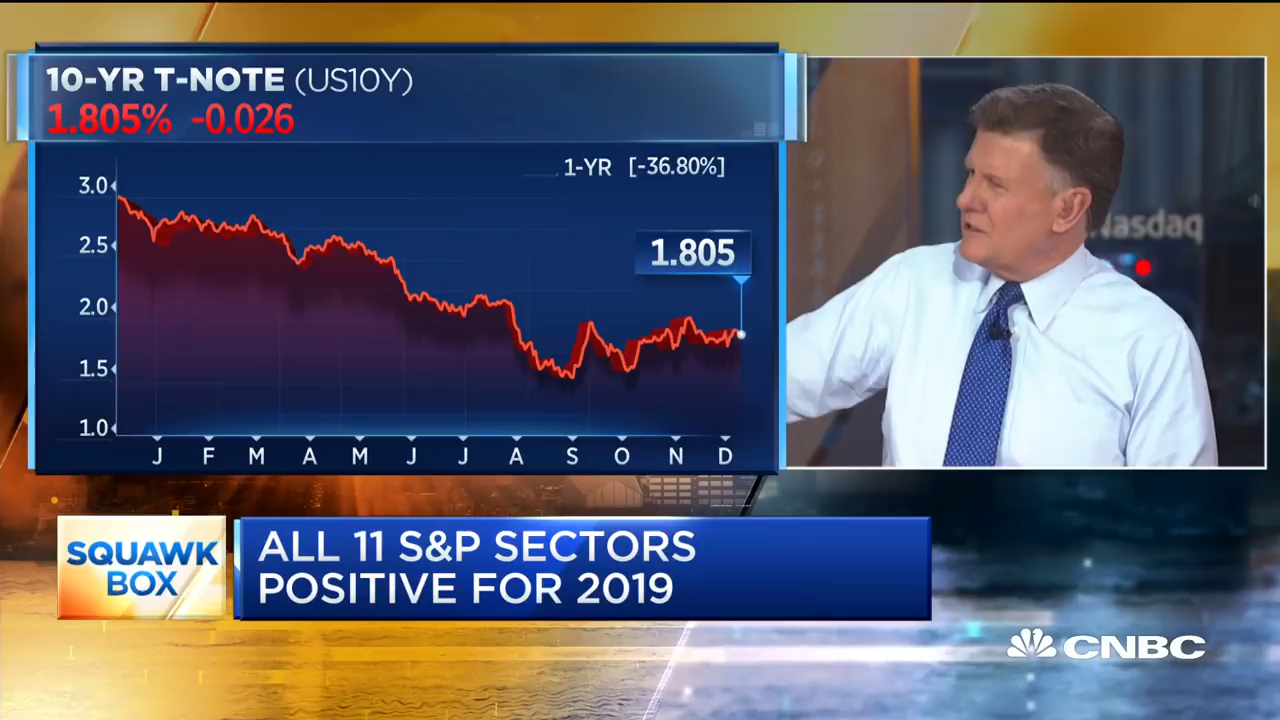 10-YR T-NOTE (US10Y)
1.805% -0.026
1-YR [-36.80%]
3.0
2.5
2.0
1.5
1.0
1.805
J F M A M J J A S O N D
Nasdaq
SQUAWK
BOX
ALL 11 S&P SECTORS
POSITIVE FOR 2019
CNBC